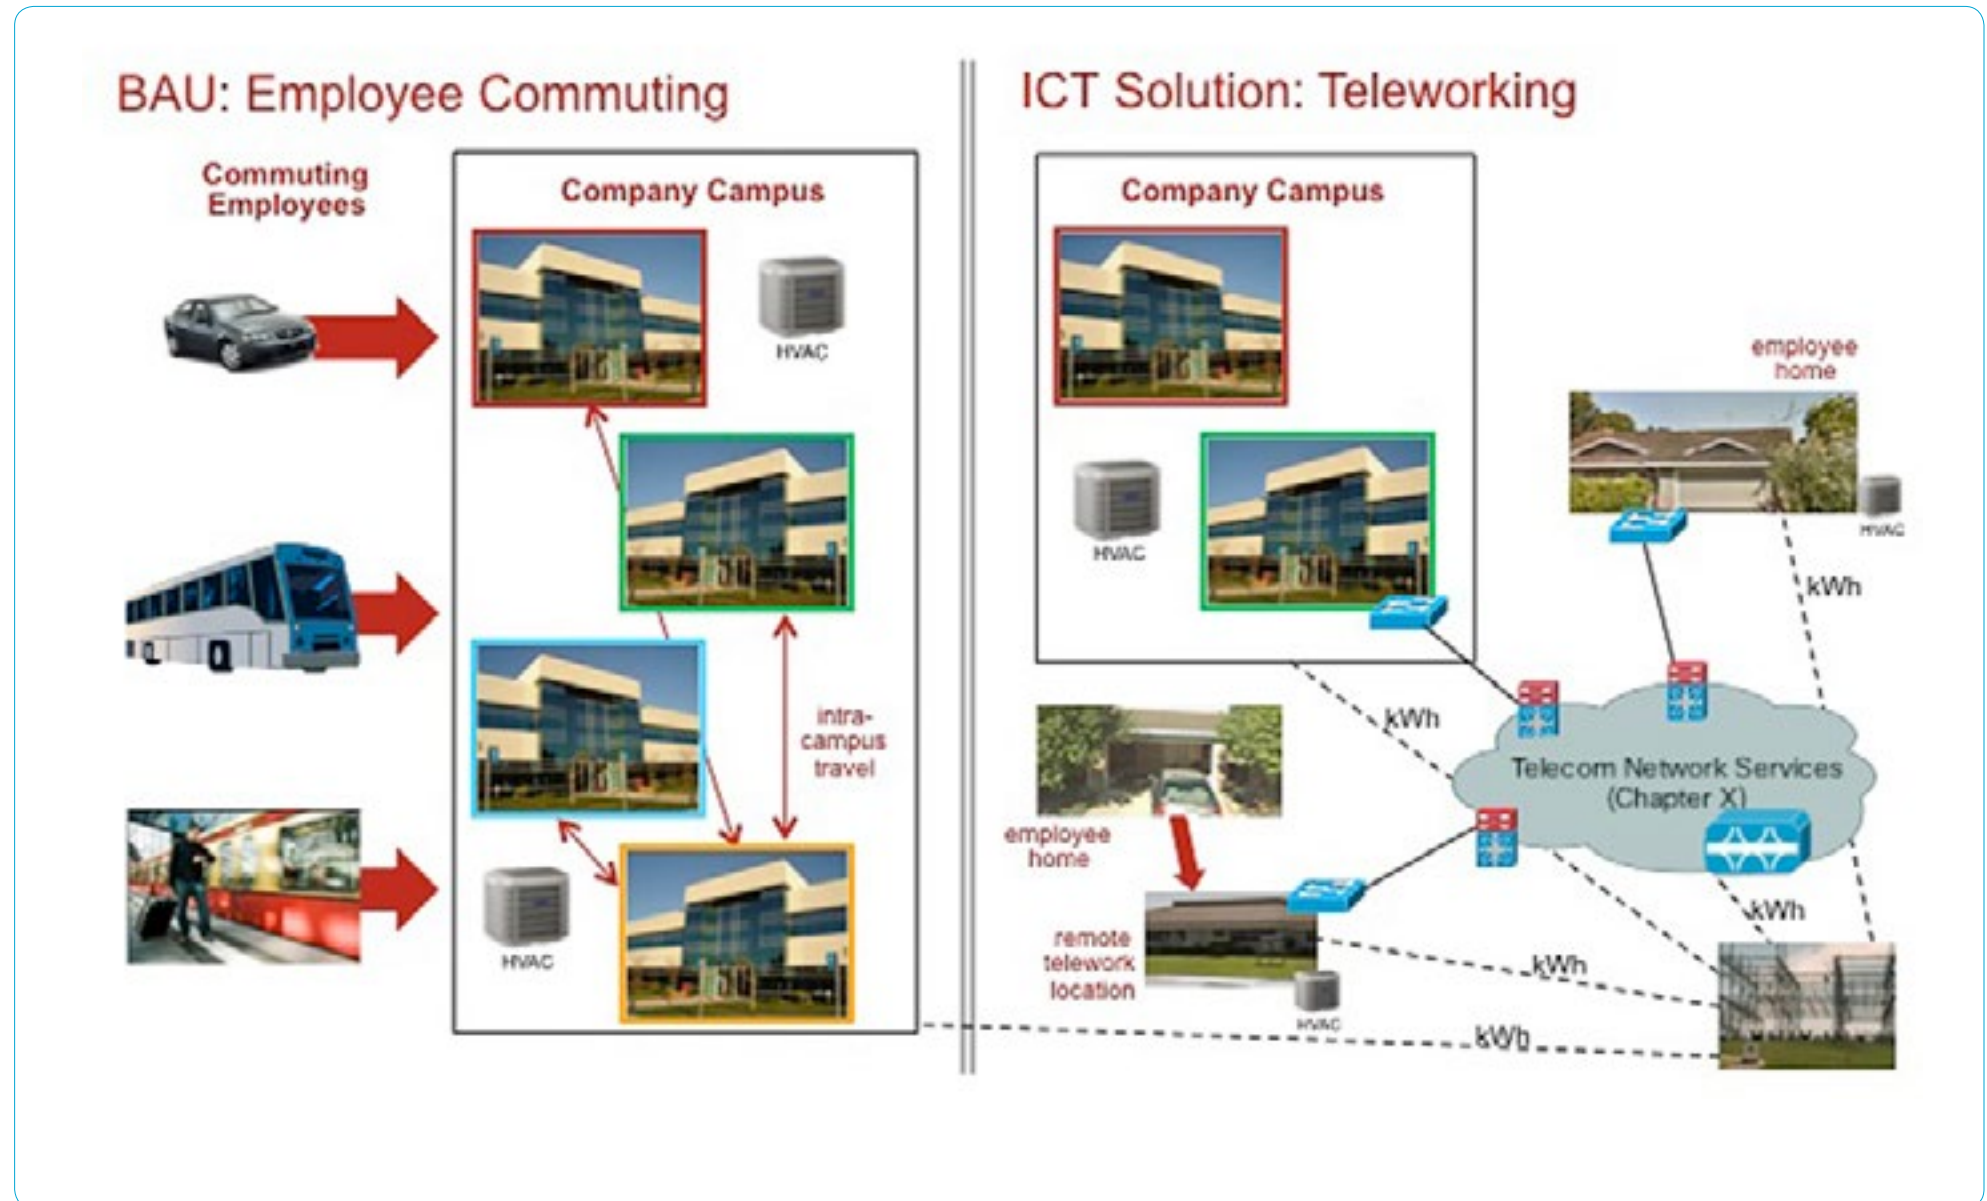 BAU: Employee Commuting
Commuting
Employees
Company Campus
HVAC
intra-
campus
travel
HVAC
ICT Solution: Teleworking
Company Campus
HVAC
employee
home
HVAC
kWh
kWh
Telecom Network Services
(Chapter X)
employee
home
kWh
remote
telework
location
kWh
HVAC
kWh